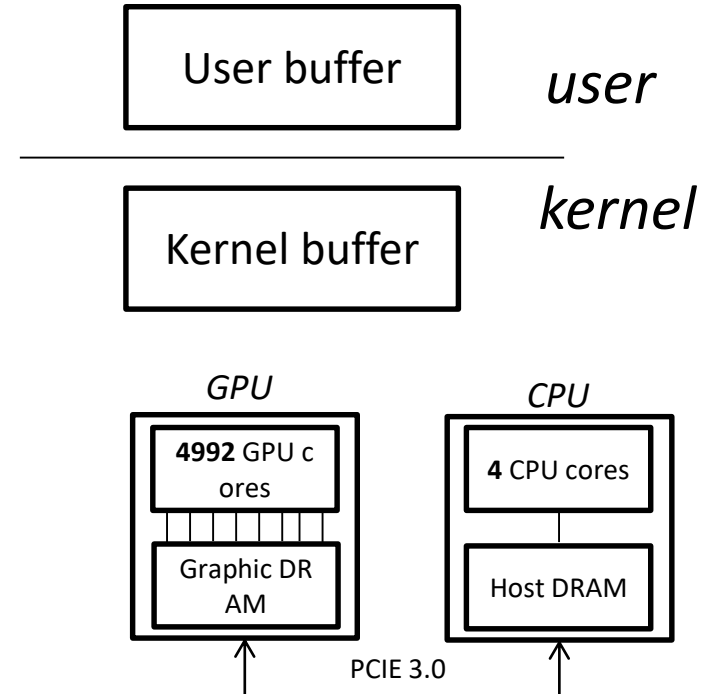 User buffer
user
kernel
Kernel buffer
GPU
CPU
4992 GPU c
ores
4 CPU cores
Graphic DR
AM
Host DRAM
PCIE 3.0